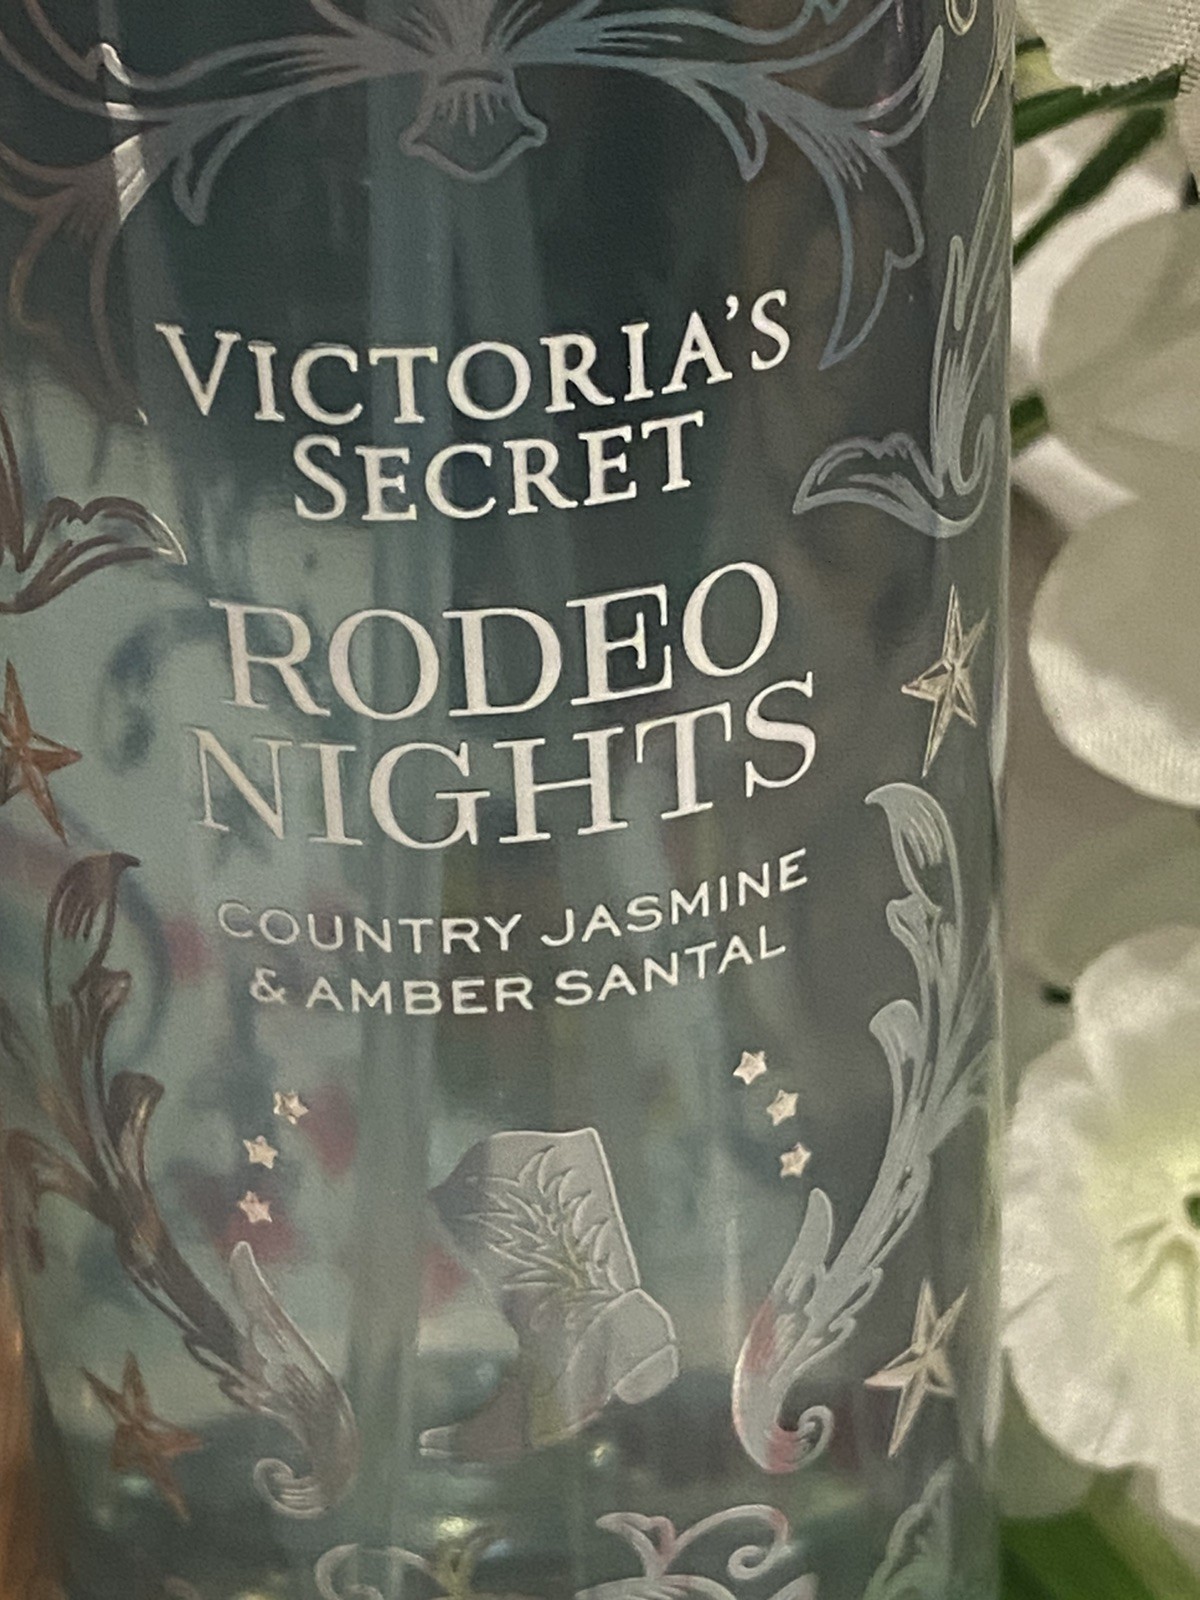 VICTORIA'S
SECRET
RODEO
NIGHTS
COUNTRY JASMINE
& AMBER SANTAL